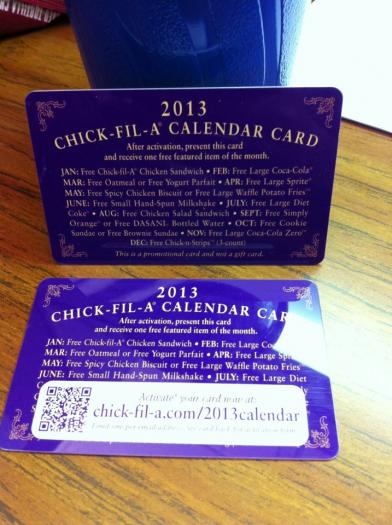 2013
CHICK-FIL-A® CALENDAR CARD
After activation, present this card
and receive one free featured item of the month.
JAN: Free Chick-fil-A® Chicken Sandwich • FEB: Free Large Coca-Cola®
MAR: Free Oatmeal or Free Yogurt Parfait • APR: Free Large Sprite®
MAY: Free Spicy Chicken Biscuit or Free Large Waffle Potato Fries™
JUNE: Free Small Hand-Spun Milkshake • JULY: Free Large Diet
Coke® • AUG: Free Chicken Salad Sandwich • SEPT: Free Simply
Orange® or Free DASANI® Bottled Water • OCT: Free Cookie
Sundae or Free Brownie Sundae • NOV: Free Large Coca-Cola Zero™
DEC: Free Chick-n-Strips™ (3-count)
This is a promotional card and not a gift card.
2013
CHICK-FIL-A® CALENDAR CAR
After activation, present this card
and receive one free featured item of the month.
JAN: Free Chick-fil-A® Chicken Sandwich • FEB: Free Large Co
MAR: Free Oatmeal or Free Yogurt Parfait • APR: Free Large Spr
MAY: Free Spicy Chicken Biscuit or Free Large Waffle Potato Fries
JUNE: Free Small Hand-Spun Milkshake • JULY: Free Large Diet
Activate* your card now at:
chick-fil-a.com/2013calendar